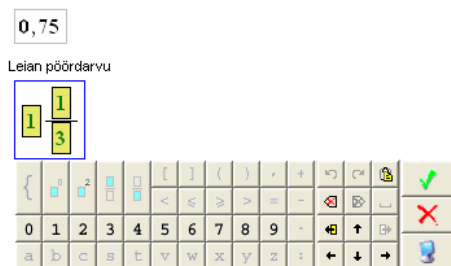 0,75
Leian pöördarvu
1 1/3
{ [ ] ( ) , +
< ⩽ ⩾ > = -
0 1 2 3 4 5 6 7 8 9 ·
a b c s t v w x y z :